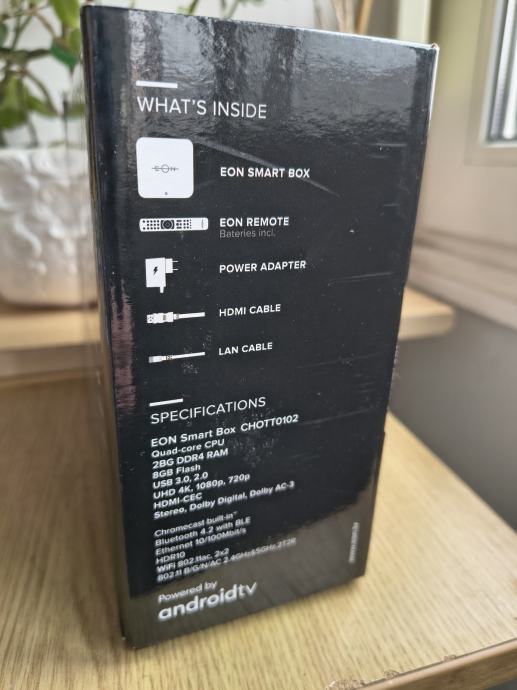 WHAT'S INSIDE
EON
EON SMART BOX
EON REMOTE
Bateries incl.
POWER ADAPTER
HDMI CABLE
LAN CABLE
SPECIFICATIONS
EON Smart Box CHOTT0102
Quad-core CPU
2BG DDR4 RAM
8GB Flash
USB 3.0, 2.0
UHD 4K, 1080p, 720p
HDMI-CEC
Stereo, Dolby Digital, Dolby AC-3
Chromecast built-in™
Bluetooth 4.2 with BLE
Ethernet 10/100Mbit/s
HDR10
WiFi 802.11ac, 2x2
802.11 B/G/N/AC 2.4GHz&5GHz 2T2R
Powered by
androidtv